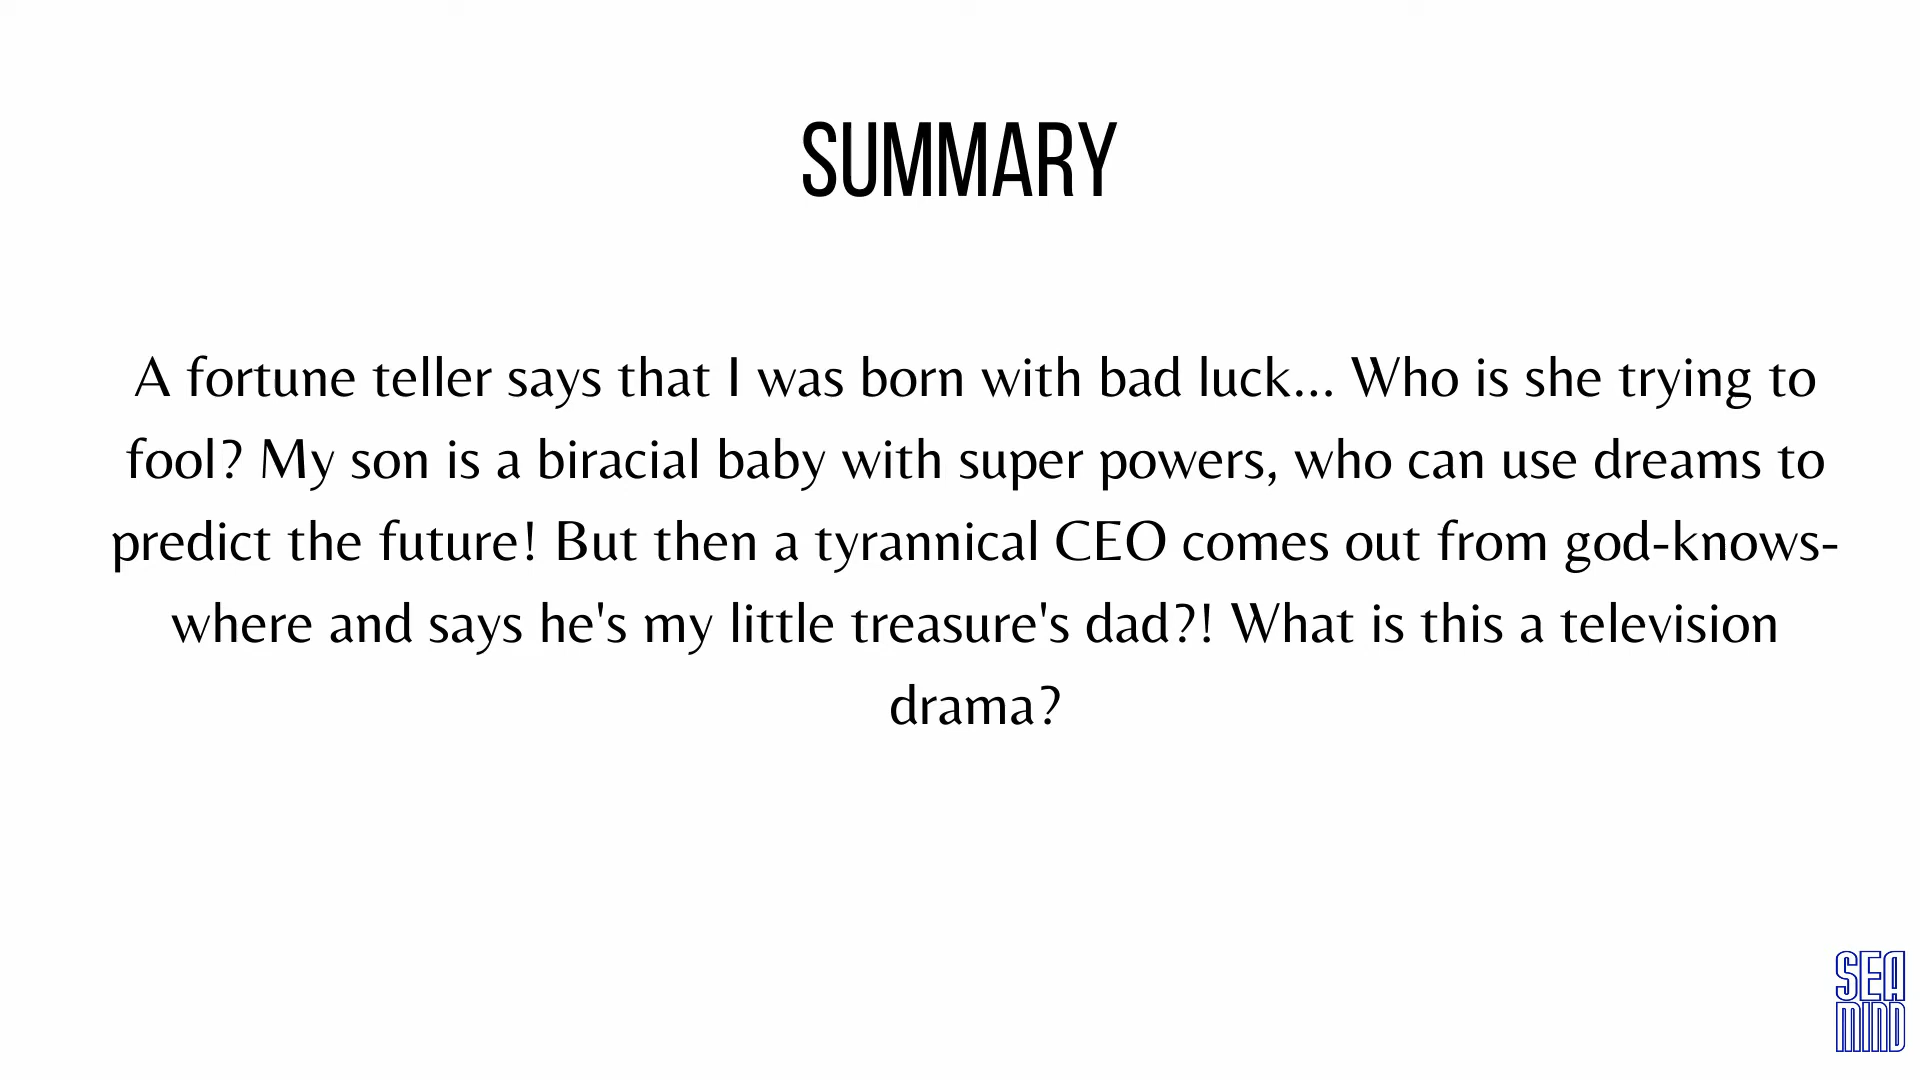 SUMMARY
A fortune teller says that I was born with bad luck... Who is she trying to
fool? My son is a biracial baby with super powers, who can use dreams to
predict the future! But then a tyrannical CEO comes out from god-knows-
where and says he's my little treasure's dad?! What is this a television
drama?
SEA
MIND